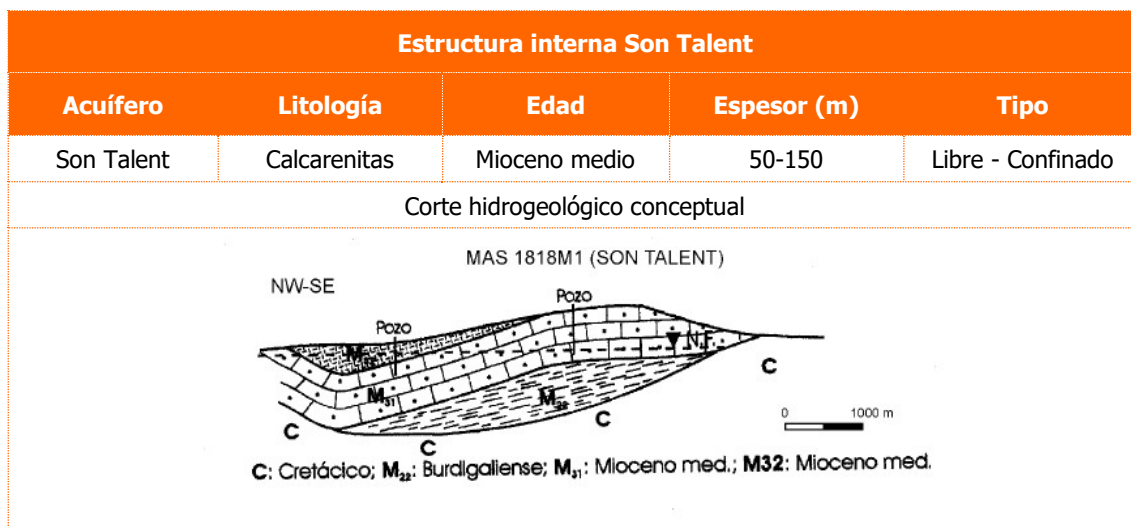 Estructura interna Son Talent
Acuífero Litología Edad Espesor (m) Tipo
Son Talent Calcarenitas Mioceno medio 50-150 Libre - Confinado
Corte hidrogeológico conceptual
MAS 1818M1 (SON TALENT)
NW-SE
Pozo
Pozo
N.F.
M₃₁
M₂₂
C
C
C
C
0 1000 m
C: Cretácico; M₂₂: Burdigaliense; M₃₁: Mioceno med.; M32: Mioceno med.